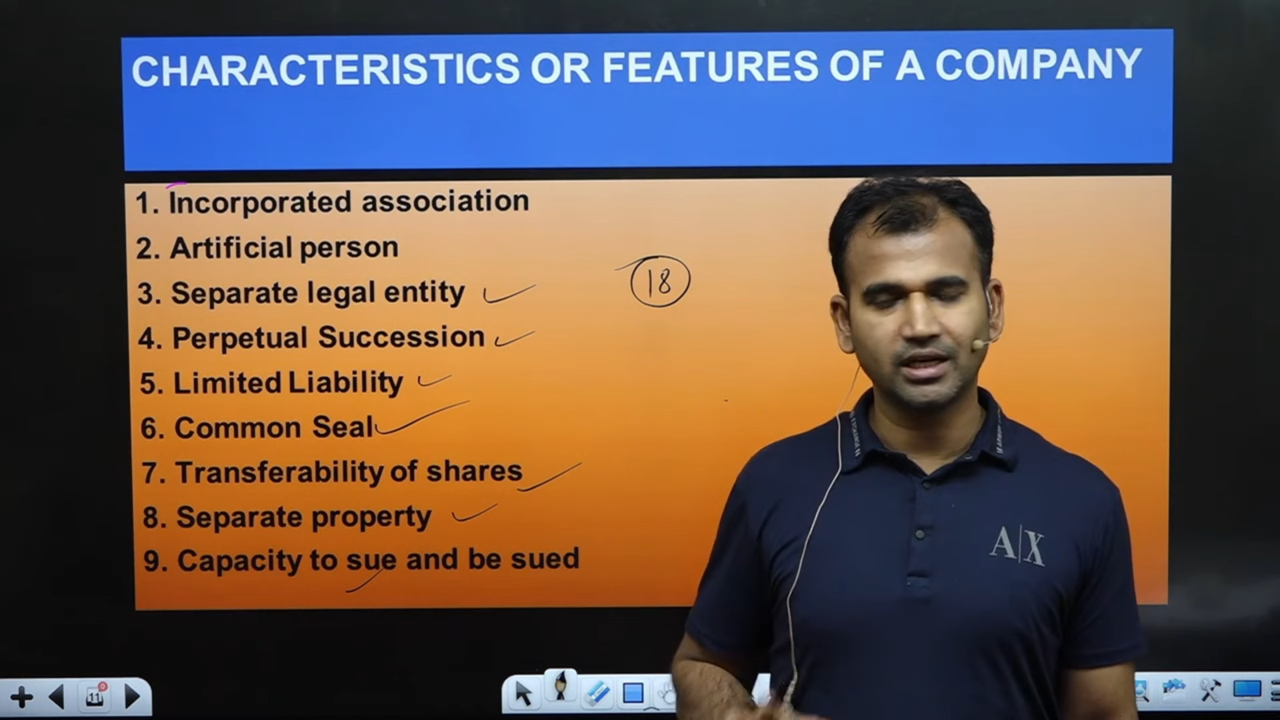 CHARACTERISTICS OR FEATURES OF A COMPANY
1. Incorporated association
2. Artificial person
3. Separate legal entity
4. Perpetual Succession
5. Limited Liability
6. Common Seal
7. Transferability of shares
8. Separate property
9. Capacity to sue and be sued
18
A|X
11